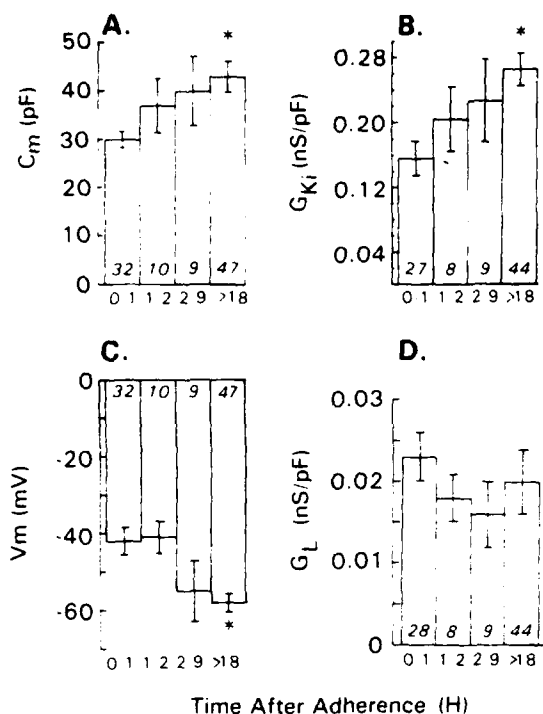 A.
*
Cm (pF)
50
40
30
20
10
0
32 10 9 47
0 1 1 2 2 9 >18
B.
*
GKi (nS/pF)
0.28
0.20
0.12
0.04
27 8 9 44
0 1 1 2 2 9 >18
C.
Vm (mV)
0
-20
-40
-60
32 10 9 47
*
0 1 1 2 2 9 >18
D.
GL (nS/pF)
0.03
0.02
0.01
0
28 8 9 44
0 1 1 2 2 9 >18
Time After Adherence (H)